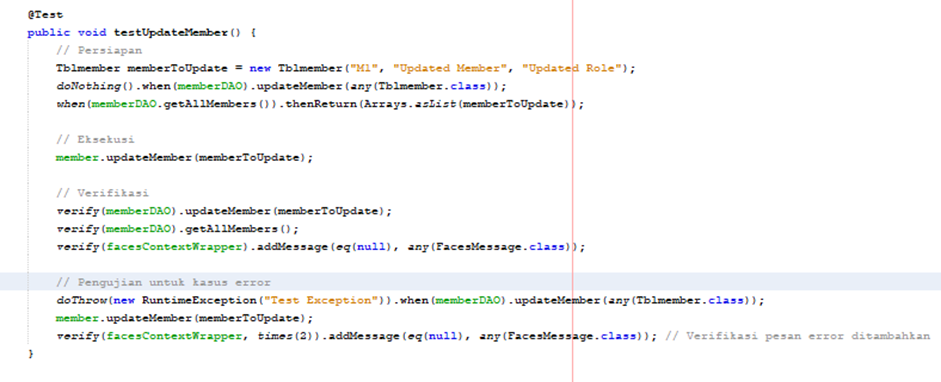 @Test
public void testUpdateMember() {
// Persiapan
Tblmember memberToUpdate = new Tblmember("M1", "Updated Member", "Updated Role");
doNothing().when(memberDAO).updateMember(any(Tblmember.class));
when(memberDAO.getAllMembers()).thenReturn(Arrays.asList(memberToUpdate));
// Eksekusi
member.updateMember(memberToUpdate);
// Verifikasi
verify(memberDAO).updateMember(memberToUpdate);
verify(memberDAO).getAllMembers();
verify(facesContextWrapper).addMessage(eq(null), any(FacesMessage.class));
// Pengujian untuk kasus error
doThrow(new RuntimeException("Test Exception")).when(memberDAO).updateMember(any(Tblmember.class));
member.updateMember(memberToUpdate);
verify(facesContextWrapper, times(2)).addMessage(eq(null), any(FacesMessage.class)); // Verifikasi pesan error ditambahkan
}